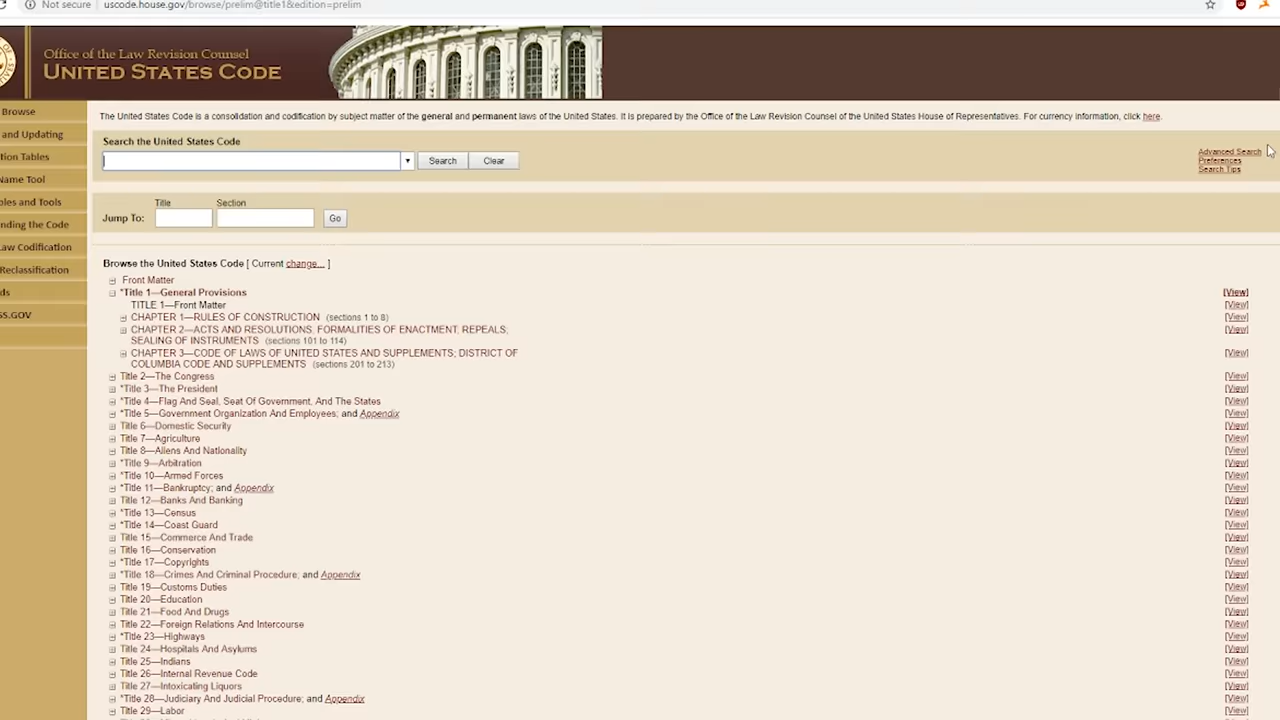 Not secure uscode.house.gov/browse/prelim@title1&edition=prelim
Office of the Law Revision Counsel
UNITED STATES CODE
Browse
and Updating
tion Tables
Name Tool
bles and Tools
nding the Code
Law Codification
Reclassification
ds
SS.GOV
The United States Code is a consolidation and codification by subject matter of the general and permanent laws of the United States. It is prepared by the Office of the Law Revision Counsel of the United States House of Representatives. For currency information, click here.
Search the United States Code
Search Clear
Advanced Search
Preferences
Search Tips
Title Section
Jump To: Go
Browse the United States Code [ Current change... ]
Front Matter
*Title 1—General Provisions [View]
TITLE 1—Front Matter [View]
CHAPTER 1—RULES OF CONSTRUCTION (sections 1 to 8) [View]
CHAPTER 2—ACTS AND RESOLUTIONS; FORMALITIES OF ENACTMENT; REPEALS; [View]
SEALING OF INSTRUMENTS (sections 101 to 114)
CHAPTER 3—CODE OF LAWS OF UNITED STATES AND SUPPLEMENTS; DISTRICT OF [View]
COLUMBIA CODE AND SUPPLEMENTS (sections 201 to 213)
Title 2—The Congress [View]
*Title 3—The President [View]
*Title 4—Flag And Seal, Seat Of Government, And The States [View]
*Title 5—Government Organization And Employees; and Appendix [View]
Title 6—Domestic Security [View]
Title 7—Agriculture [View]
Title 8—Aliens And Nationality [View]
*Title 9—Arbitration [View]
*Title 10—Armed Forces [View]
*Title 11—Bankruptcy; and Appendix [View]
Title 12—Banks And Banking [View]
*Title 13—Census [View]
*Title 14—Coast Guard [View]
Title 15—Commerce And Trade [View]
Title 16—Conservation [View]
*Title 17—Copyrights [View]
*Title 18—Crimes And Criminal Procedure; and Appendix [View]
Title 19—Customs Duties [View]
Title 20—Education [View]
Title 21—Food And Drugs [View]
Title 22—Foreign Relations And Intercourse [View]
*Title 23—Highways [View]
Title 24—Hospitals And Asylums [View]
Title 25—Indians [View]
Title 26—Internal Revenue Code [View]
Title 27—Intoxicating Liquors [View]
*Title 28—Judiciary And Judicial Procedure; and Appendix [View]
Title 29—Labor [View]